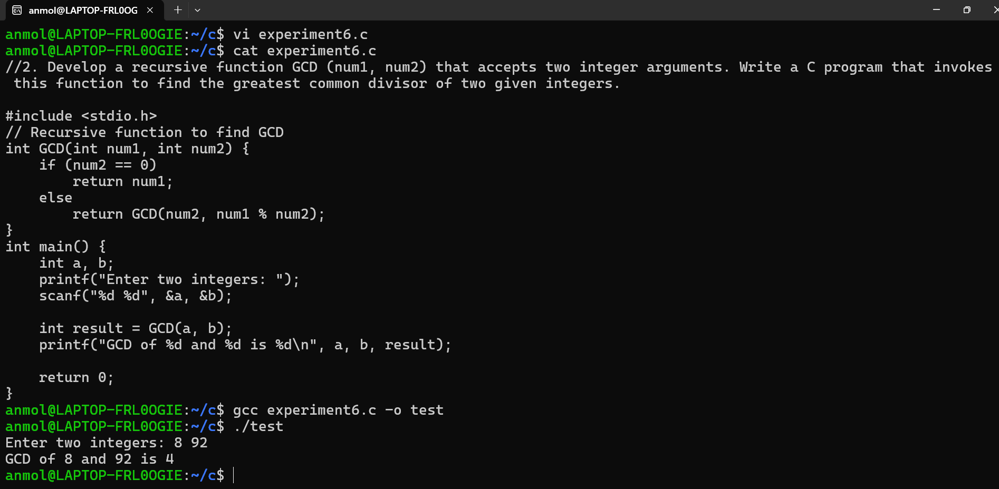 anmol@LAPTOP-FRL0OG
anmol@LAPTOP-FRL0OGIE:~/c$ vi experiment6.c
anmol@LAPTOP-FRL0OGIE:~/c$ cat experiment6.c
//2. Develop a recursive function GCD (num1, num2) that accepts two integer arguments. Write a C program that invokes
 this function to find the greatest common divisor of two given integers.

#include <stdio.h>
// Recursive function to find GCD
int GCD(int num1, int num2) {
    if (num2 == 0)
        return num1;
    else
        return GCD(num2, num1 % num2);
}
int main() {
    int a, b;
    printf("Enter two integers: ");
    scanf("%d %d", &a, &b);

    int result = GCD(a, b);
    printf("GCD of %d and %d is %d\n", a, b, result);

    return 0;
}
anmol@LAPTOP-FRL0OGIE:~/c$ gcc experiment6.c -o test
anmol@LAPTOP-FRL0OGIE:~/c$ ./test
Enter two integers: 8 92
GCD of 8 and 92 is 4
anmol@LAPTOP-FRL0OGIE:~/c$